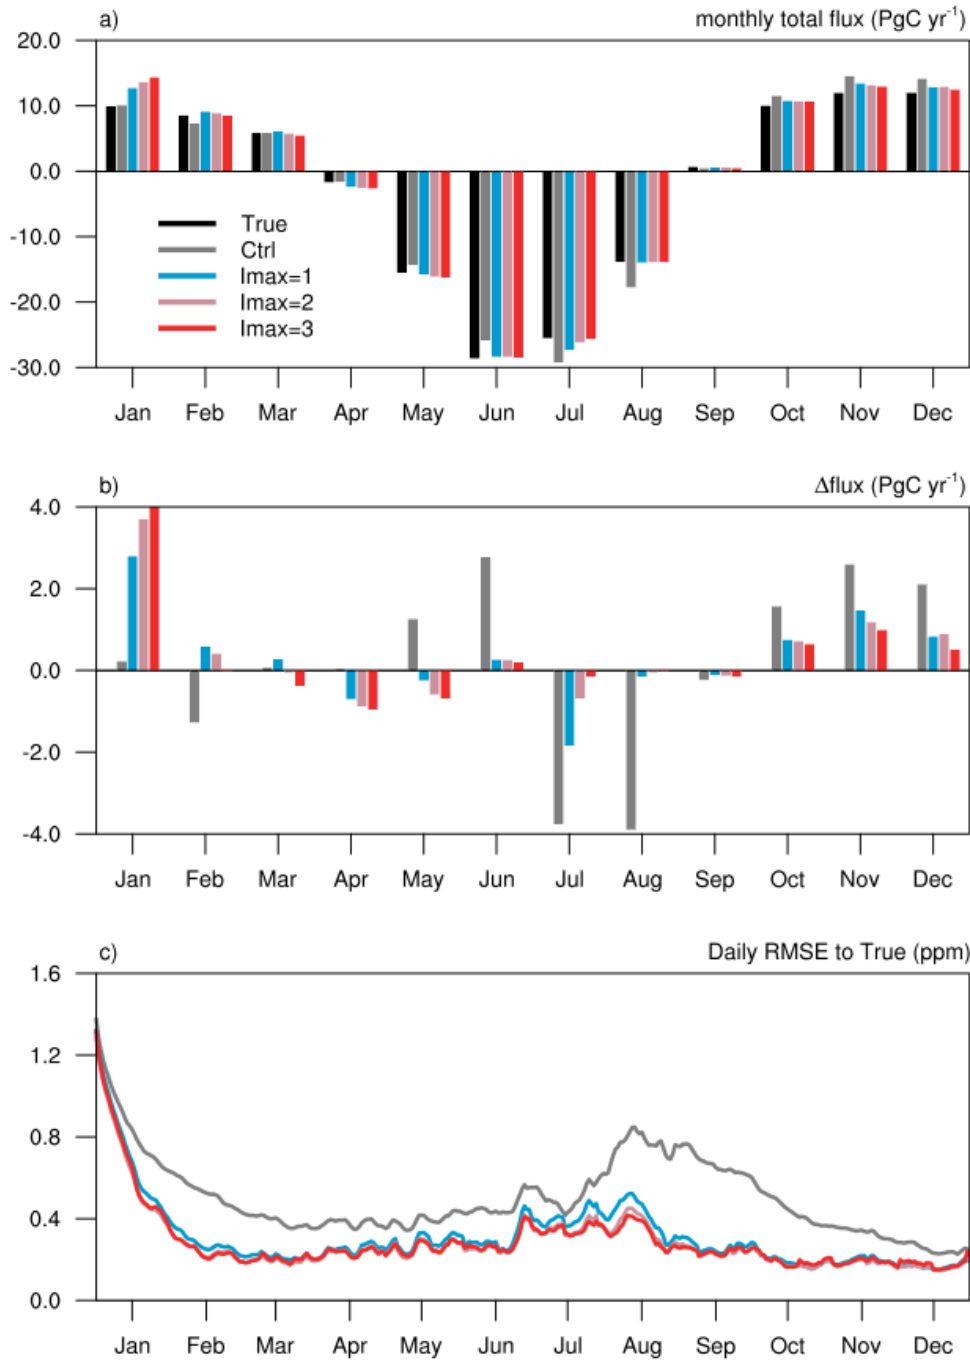 a) monthly total flux (PgC yr⁻¹)
20.0
10.0
0.0
-10.0
-20.0
-30.0
True
Ctrl
Imax=1
Imax=2
Imax=3
Jan Feb Mar Apr May Jun Jul Aug Sep Oct Nov Dec
b) Δflux (PgC yr⁻¹)
4.0
2.0
0.0
-2.0
-4.0
Jan Feb Mar Apr May Jun Jul Aug Sep Oct Nov Dec
c) Daily RMSE to True (ppm)
1.6
1.2
0.8
0.4
0.0
Jan Feb Mar Apr May Jun Jul Aug Sep Oct Nov Dec